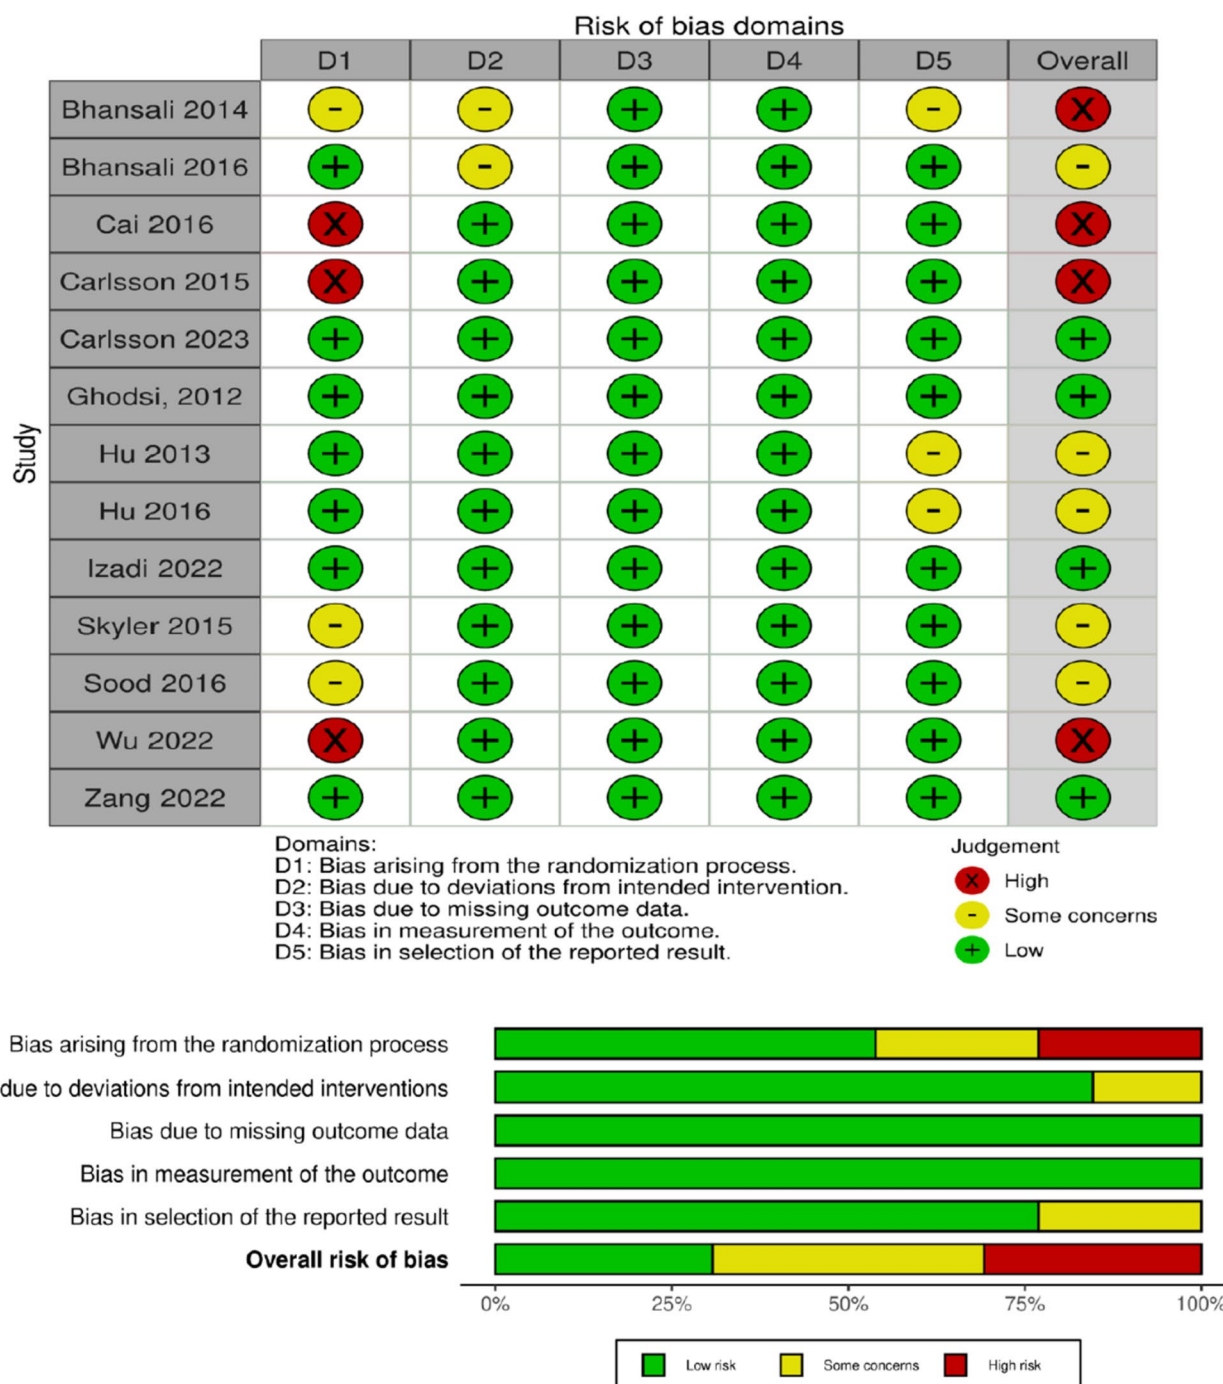 Risk of bias domains
D1 D2 D3 D4 D5 Overall
Study
Bhansali 2014 - - + + - X
Bhansali 2016 + - + + + -
Cai 2016 X + + + + X
Carlsson 2015 X + + + + X
Carlsson 2023 + + + + + +
Ghodsi, 2012 + + + + + +
Hu 2013 + + + + - -
Hu 2016 + + + + - -
Izadi 2022 + + + + + +
Skyler 2015 - + + + + -
Sood 2016 - + + + + -
Wu 2022 X + + + + X
Zang 2022 + + + + + +
Domains:
D1: Bias arising from the randomization process.
D2: Bias due to deviations from intended intervention.
D3: Bias due to missing outcome data.
D4: Bias in measurement of the outcome.
D5: Bias in selection of the reported result.
Judgement
X High
- Some concerns
+ Low
Bias arising from the randomization process
due to deviations from intended interventions
Bias due to missing outcome data
Bias in measurement of the outcome
Bias in selection of the reported result
Overall risk of bias
0% 25% 50% 75% 100%
Low risk Some concerns High risk